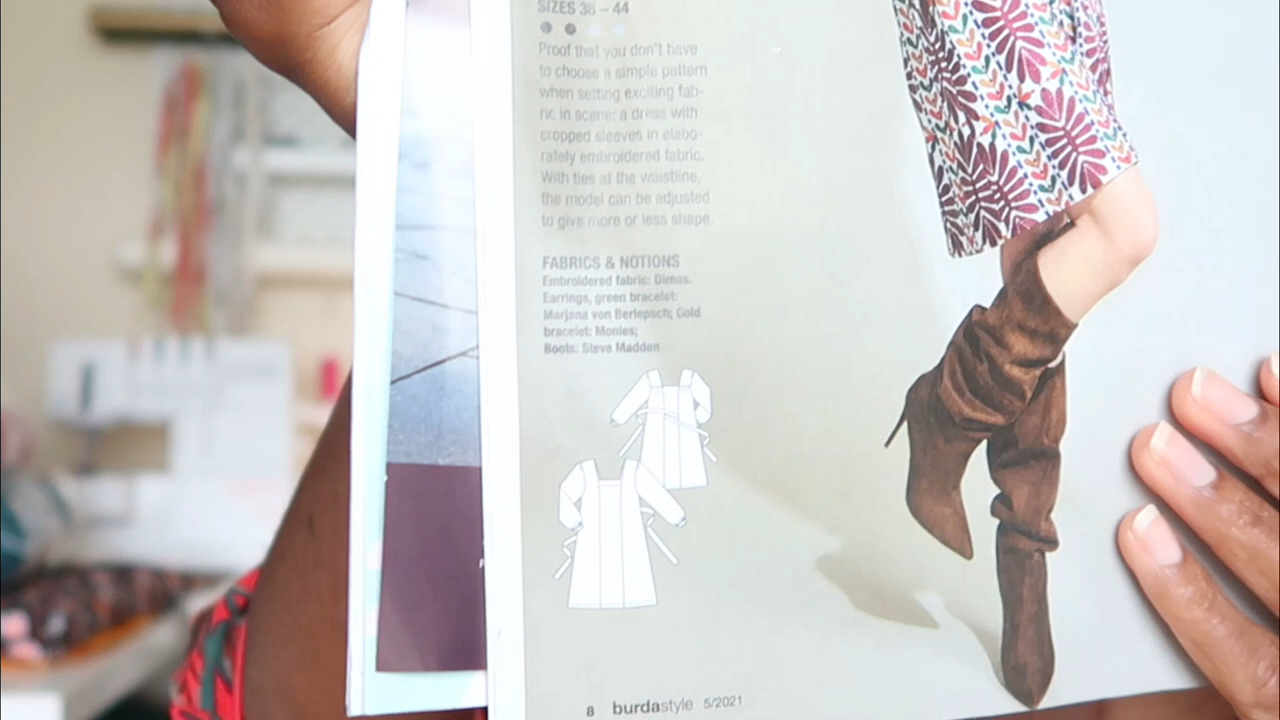 SIZES 36 – 44
Proof that you don't have
to choose a simple pattern
when setting exciting fab-
ric in scene: a dress with
cropped sleeves in elabo-
rately embroidered fabric.
With ties at the waistline,
the model can be adjusted
to give more or less shape.
FABRICS & NOTIONS
Embroidered fabric: Dimas.
Earrings, green bracelet:
Marjana von Berlepsch; Gold
bracelet: Monies;
Boots: Steve Madden
8 burdastyle 5/2021